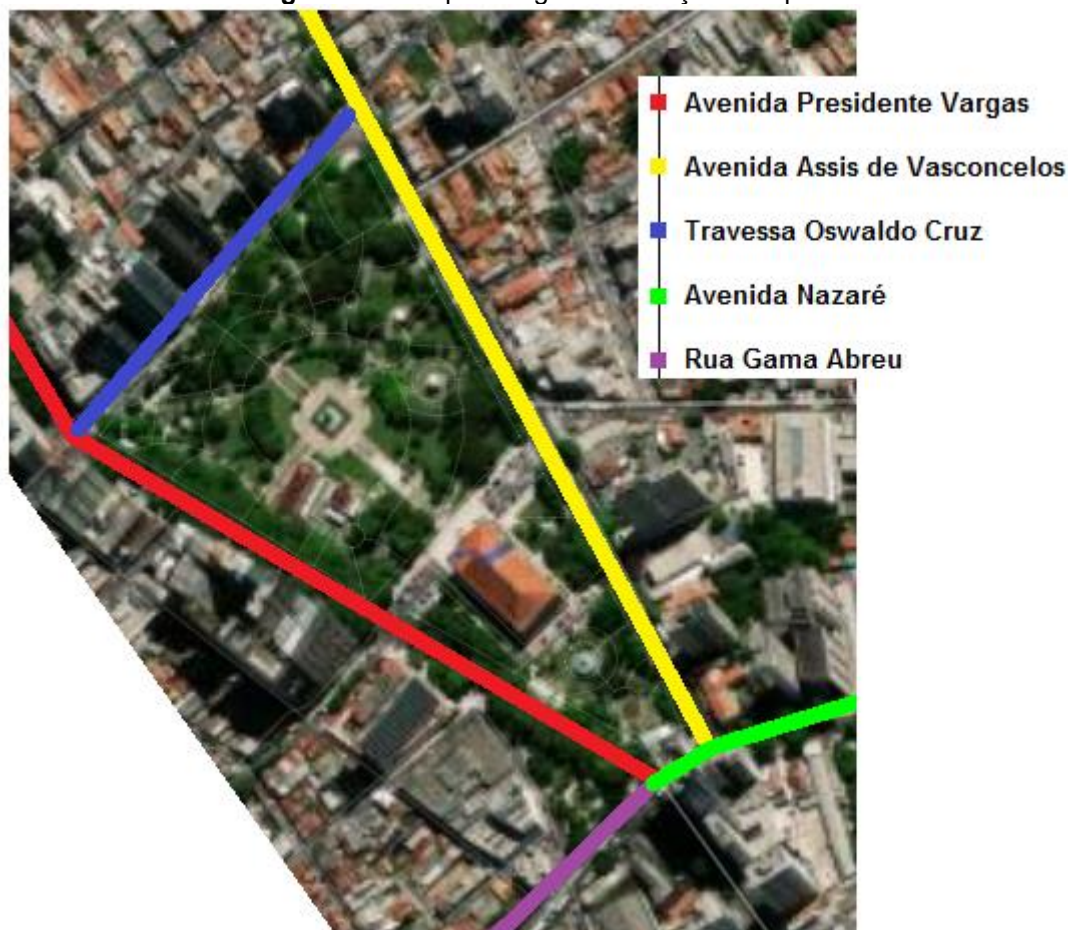 Avenida Presidente Vargas
Avenida Assis de Vasconcelos
Travessa Oswaldo Cruz
Avenida Nazaré
Rua Gama Abreu